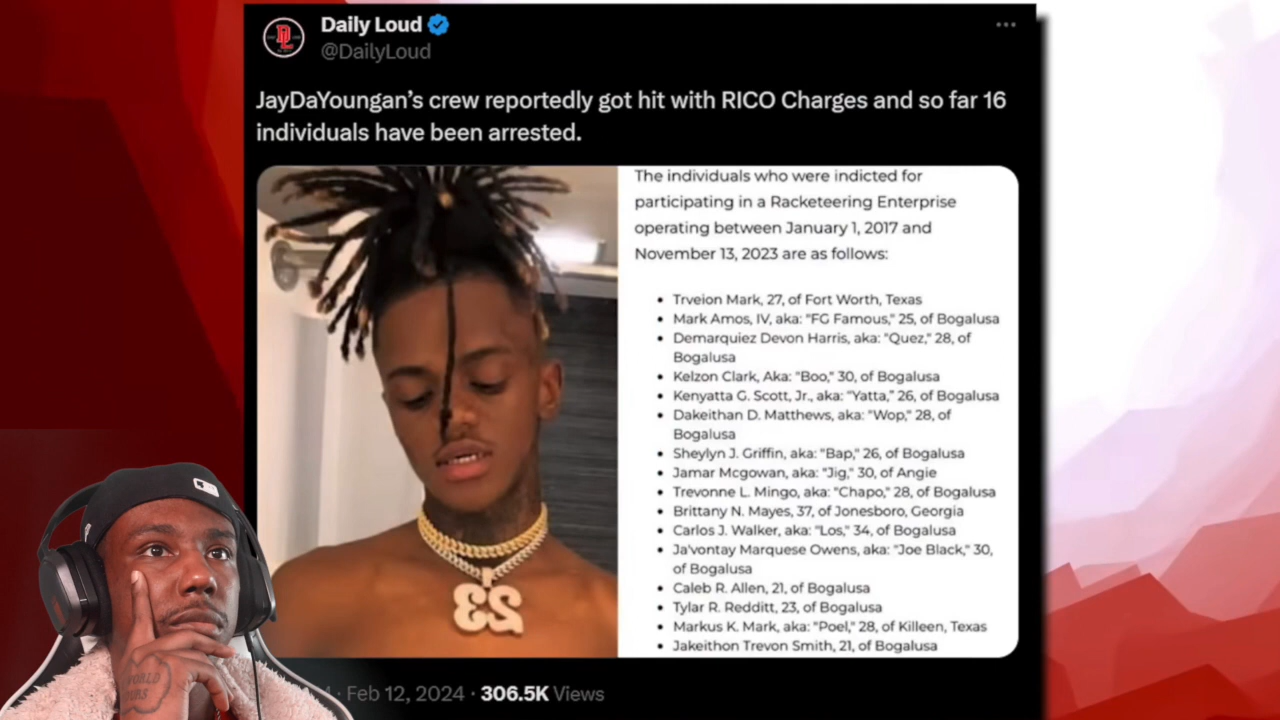 Daily Loud
@DailyLoud
JayDaYoungan’s crew reportedly got hit with RICO Charges and so far 16
individuals have been arrested.
The individuals who were indicted for
participating in a Racketeering Enterprise
operating between January 1, 2017 and
November 13, 2023 are as follows:
• Trveion Mark, 27, of Fort Worth, Texas
• Mark Amos, IV, aka: "FG Famous," 25, of Bogalusa
• Demarquiez Devon Harris, aka: "Quez," 28, of
Bogalusa
• Kelzon Clark, Aka: "Boo," 30, of Bogalusa
• Kenyatta G. Scott, Jr., aka: "Yatta," 26, of Bogalusa
• Dakeithan D. Matthews, aka: "Wop," 28, of
Bogalusa
• Sheylyn J. Griffin, aka: "Bap," 26, of Bogalusa
• Jamar Mcgowan, aka: "Jig," 30, of Angie
• Trevonne L. Mingo, aka: "Chapo," 28, of Bogalusa
• Brittany N. Mayes, 37, of Jonesboro, Georgia
• Carlos J. Walker, aka: "Los," 34, of Bogalusa
• Ja'vontay Marquese Owens, aka: "Joe Black," 30,
of Bogalusa
• Caleb R. Allen, 21, of Bogalusa
• Tylar R. Redditt, 23, of Bogalusa
• Markus K. Mark, aka: "Poel," 28, of Killeen, Texas
• Jakeithon Trevon Smith, 21, of Bogalusa
23
WORLD
· Feb 12, 2024 · 306.5K Views